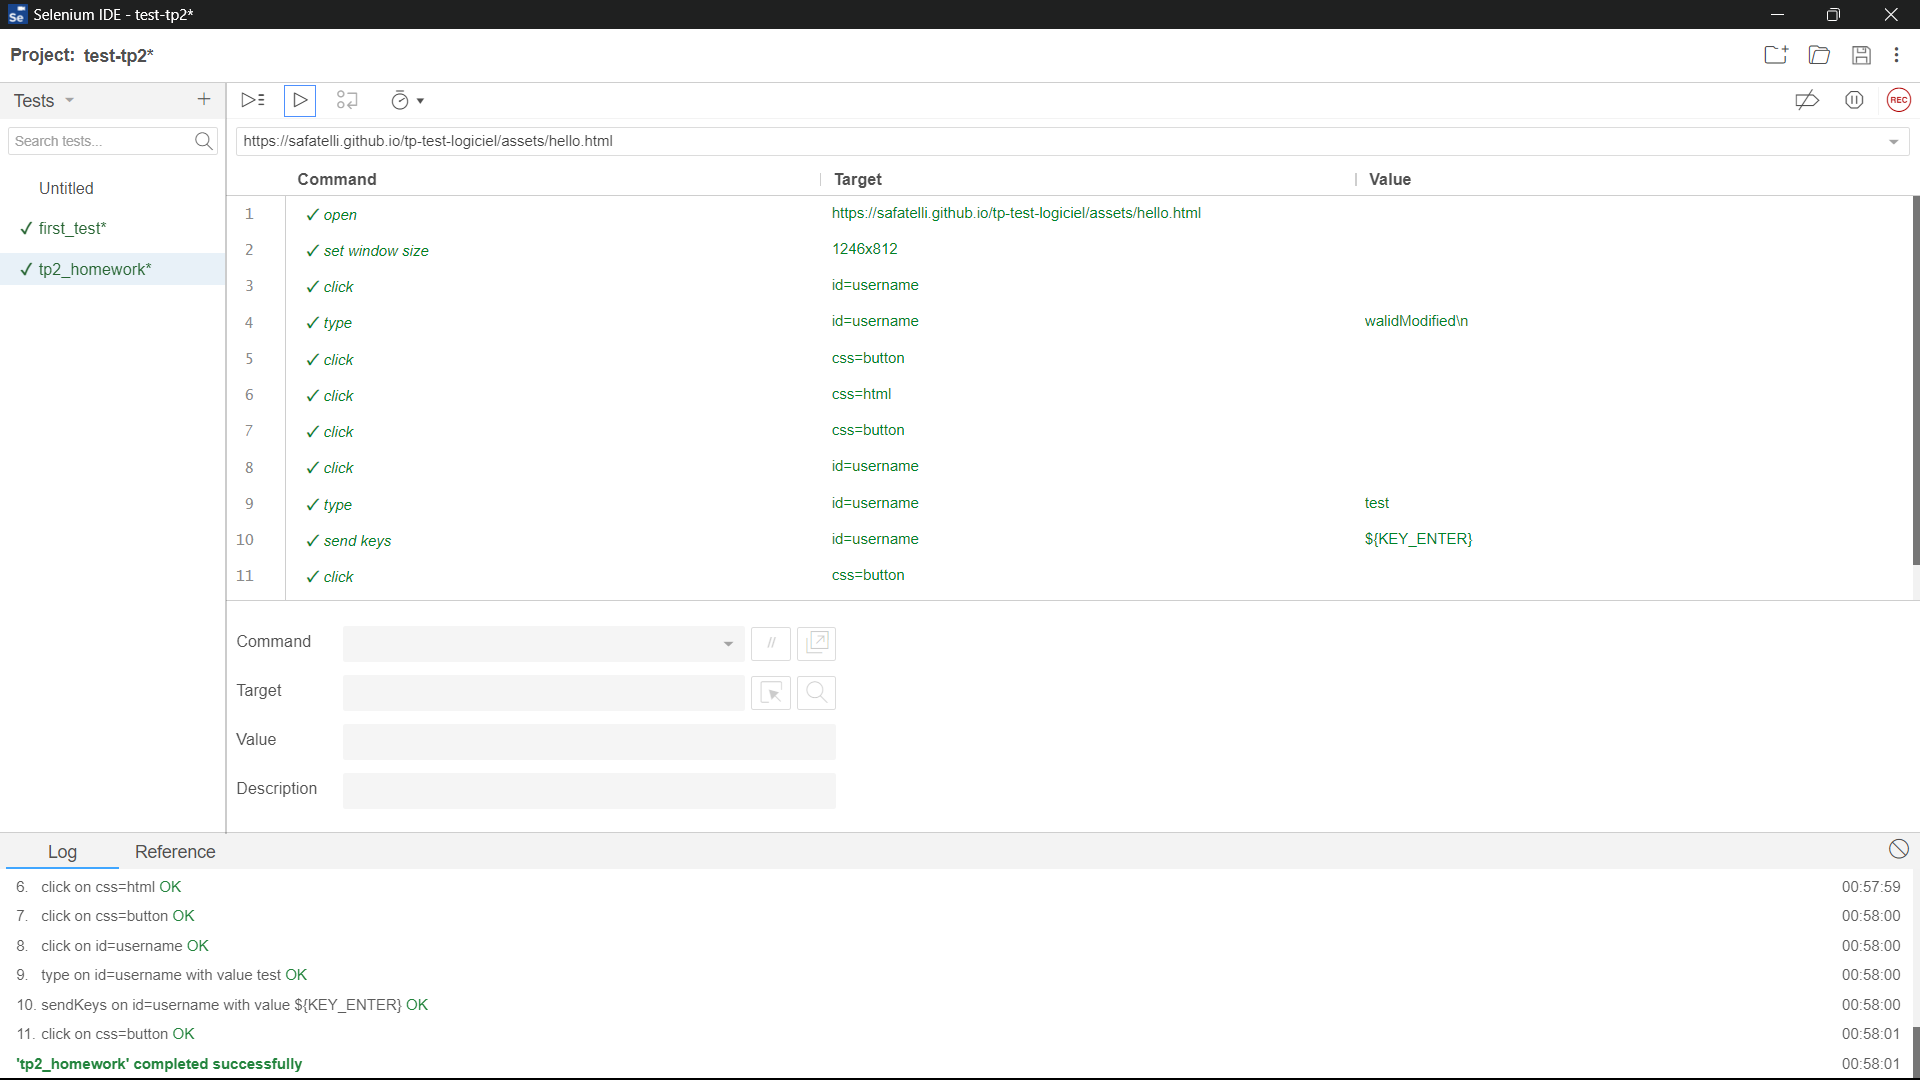 Selenium IDE - test-tp2*
Project: test-tp2*
Tests
Search tests...
Untitled
✓ first_test*
✓ tp2_homework*
REC
https://safatelli.github.io/tp-test-logiciel/assets/hello.html
Command Target Value
1 ✓ open https://safatelli.github.io/tp-test-logiciel/assets/hello.html
2 ✓ set window size 1246x812
3 ✓ click id=username
4 ✓ type id=username walidModified\n
5 ✓ click css=button
6 ✓ click css=html
7 ✓ click css=button
8 ✓ click id=username
9 ✓ type id=username test
10 ✓ send keys id=username ${KEY_ENTER}
11 ✓ click css=button
Command //
Target
Value
Description
Log Reference
6. click on css=html OK 00:57:59
7. click on css=button OK 00:58:00
8. click on id=username OK 00:58:00
9. type on id=username with value test OK 00:58:00
10. sendKeys on id=username with value ${KEY_ENTER} OK 00:58:00
11. click on css=button OK 00:58:01
'tp2_homework' completed successfully 00:58:01